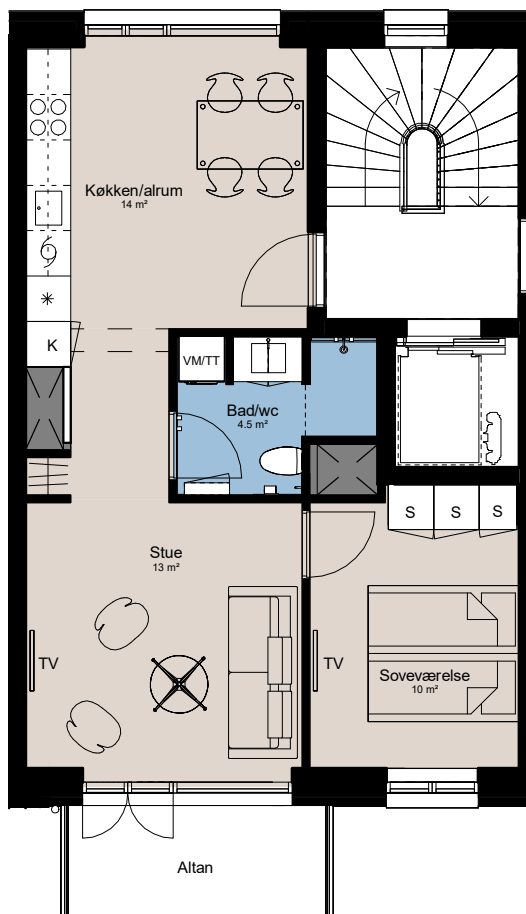 Køkken/alrum
14 m²
K
VM/TT
Bad/wc
4.5 m²
S S S
Stue
13 m²
TV
TV
Soveværelse
10 m²
Altan